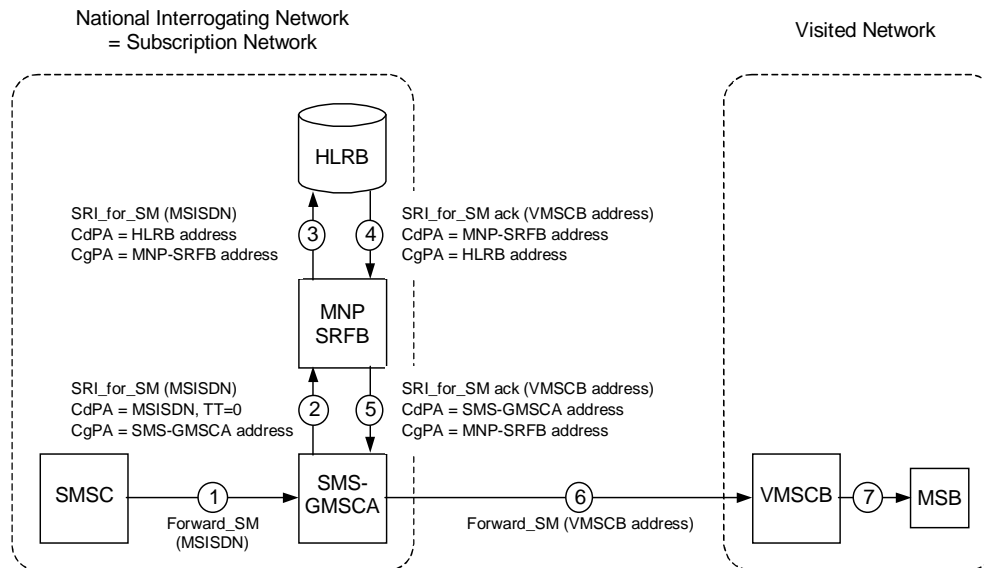 National Interrogating Network
= Subscription Network
Visited Network
HLRB
SRI_for_SM (MSISDN)
CdPA = HLRB address
CgPA = MNP-SRFB address
3
4
SRI_for_SM ack (VMSCB address)
CdPA = MNP-SRFB address
CgPA = HLRB address
MNP
SRFB
SRI_for_SM (MSISDN)
CdPA = MSISDN, TT=0
CgPA = SMS-GMSCA address
2
5
SRI_for_SM ack (VMSCB address)
CdPA = SMS-GMSCA address
CgPA = MNP-SRFB address
SMSC
1
Forward_SM
(MSISDN)
SMS-
GMSCA
6
Forward_SM (VMSCB address)
VMSCB
7
MSB